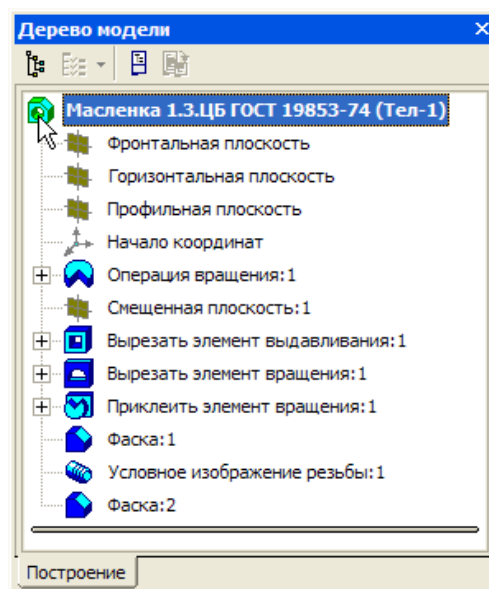 Дерево модели
Масленка 1.3.ЦБ ГОСТ 19853-74 (Тел-1)
Фронтальная плоскость
Горизонтальная плоскость
Профильная плоскость
Начало координат
Операция вращения:1
Смещенная плоскость:1
Вырезать элемент выдавливания:1
Вырезать элемент вращения:1
Приклеить элемент вращения:1
Фаска:1
Условное изображение резьбы:1
Фаска:2
Построение